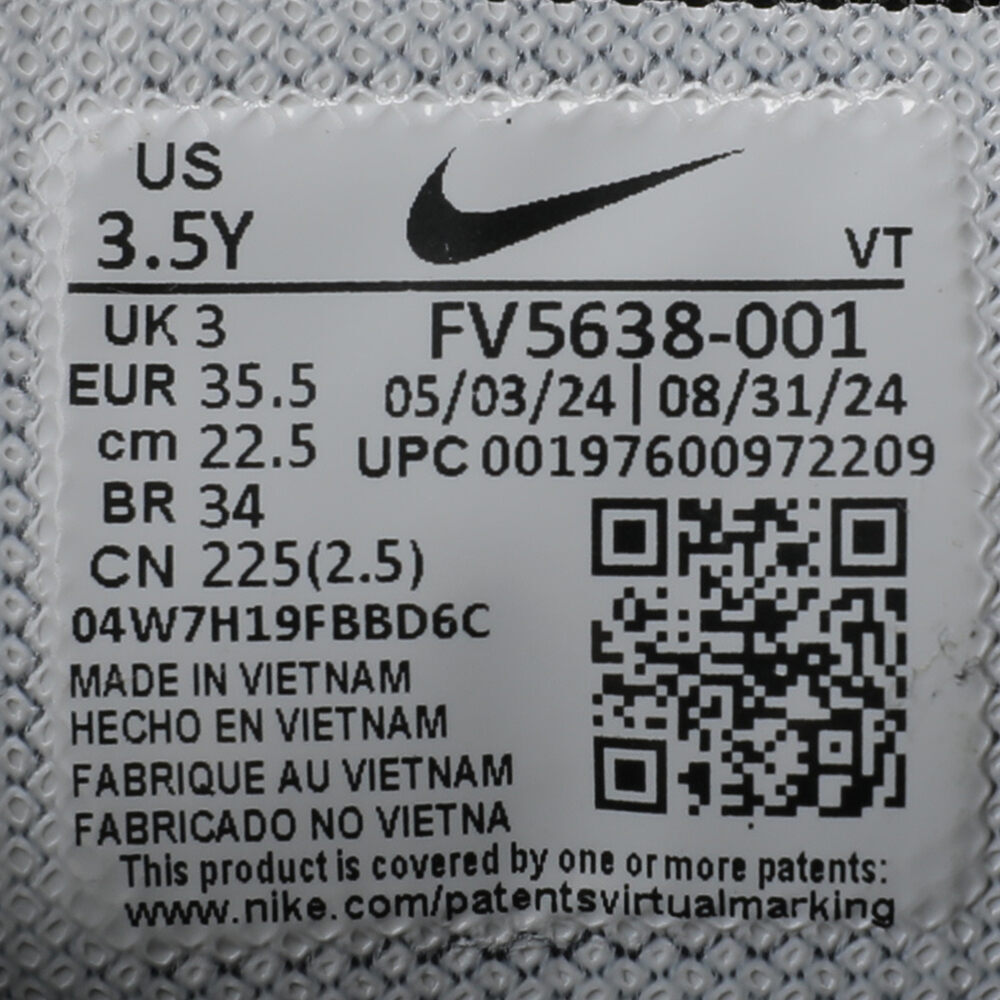 US
3.5Y
VT
UK 3
FV5638-001
EUR 35.5
05/03/24 | 08/31/24
cm 22.5
UPC 00197600972209
BR 34
CN 225(2.5)
04W7H19FBBD6C
MADE IN VIETNAM
HECHO EN VIETNAM
FABRIQUE AU VIETNAM
FABRICADO NO VIETNA
This product is covered by one or more patents:
www.nike.com/patentsvirtualmarking